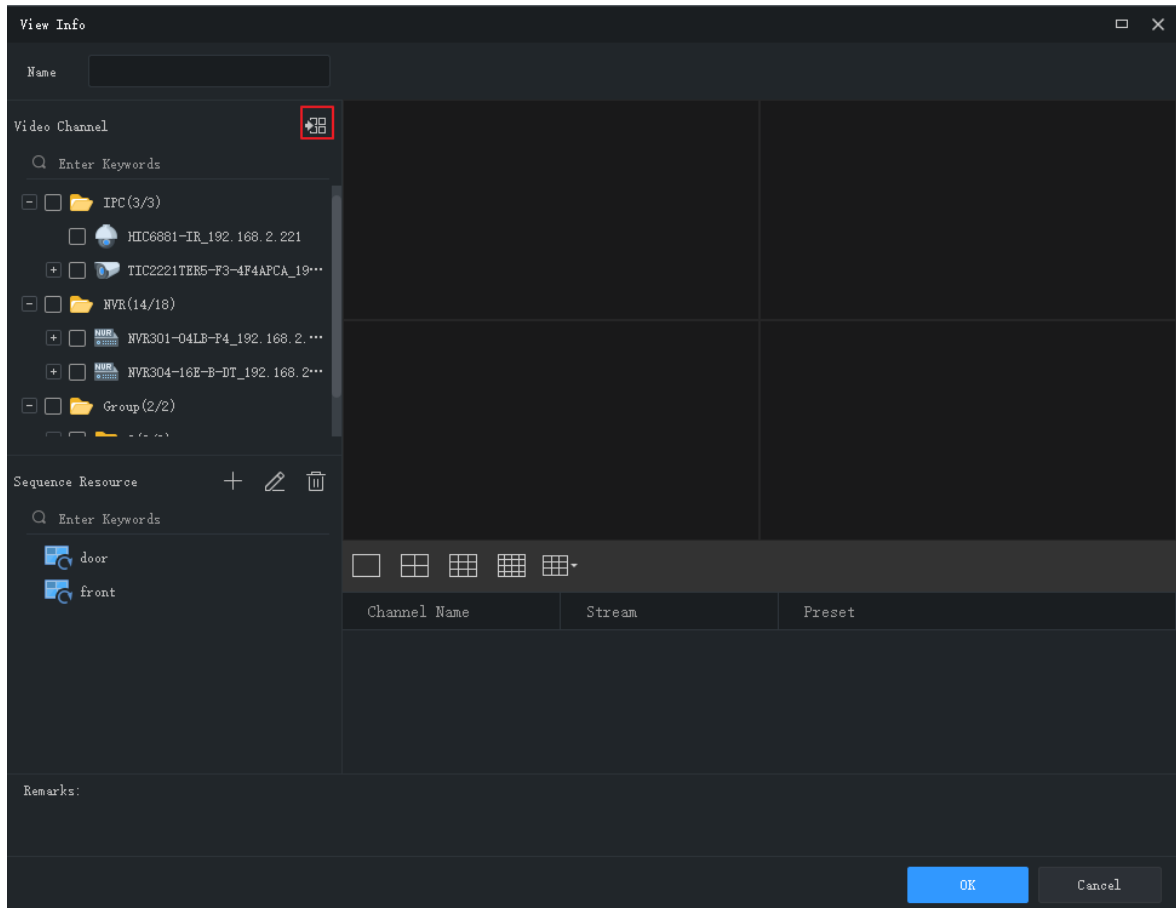 View Info
Name
Video Channel
Enter Keywords
IPC(3/3)
HIC6881-IR_192.168.2.221
TIC2221TER5-F3-4F4APCA_19...
NVR(14/18)
NVR
NVR301-04LB-P4_192.168.2....
NVR
NVR304-16E-B-DT_192.168.2...
Group(2/2)
Sequence Resource
Enter Keywords
door
front
Channel Name Stream Preset
Remarks:
OK Cancel